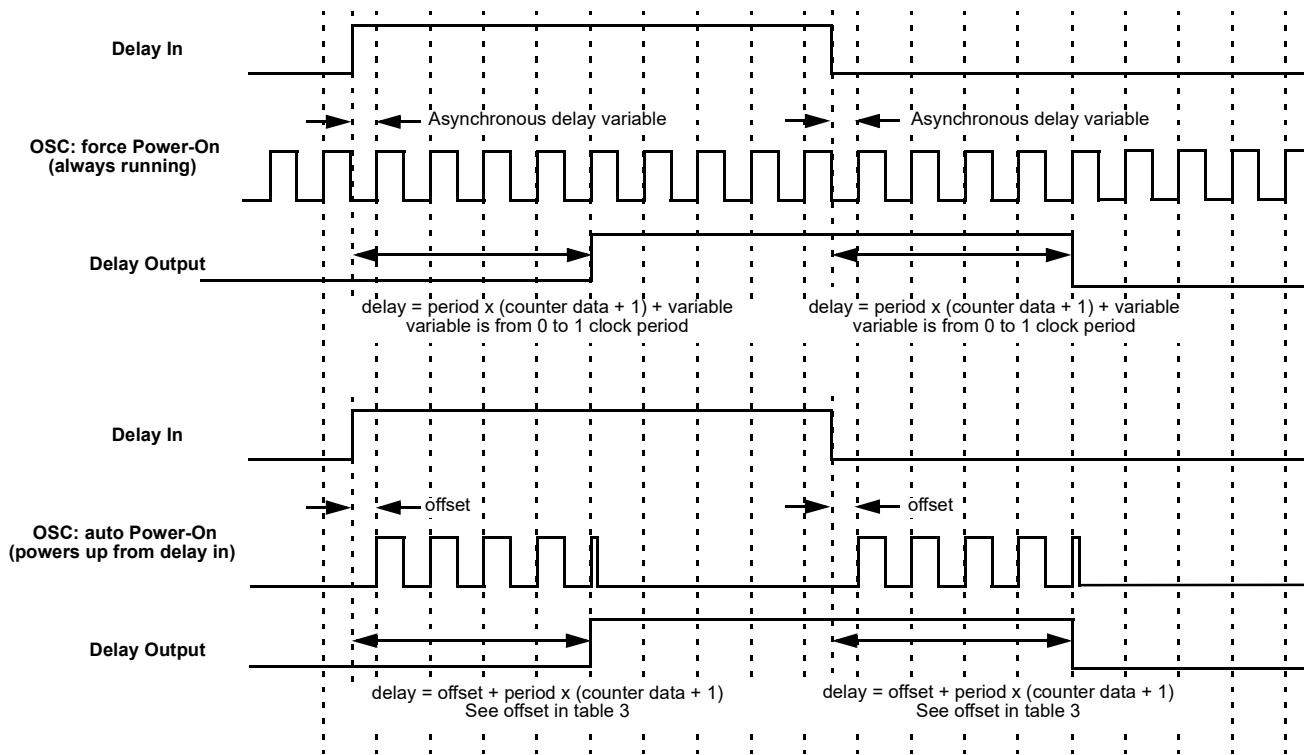 Delay In
Asynchronous delay variable
Asynchronous delay variable
OSC: force Power-On
(always running)
Delay Output
delay = period x (counter data + 1) + variable
variable is from 0 to 1 clock period
delay = period x (counter data + 1) + variable
variable is from 0 to 1 clock period
Delay In
offset
offset
OSC: auto Power-On
(powers up from delay in)
Delay Output
delay = offset + period x (counter data + 1)
See offset in table 3
delay = offset + period x (counter data + 1)
See offset in table 3